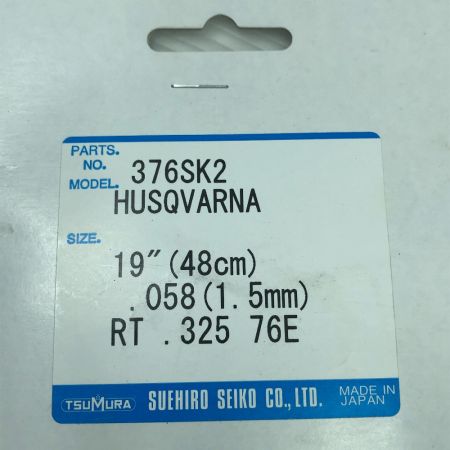 PARTS.
NO. 376SK2
MODEL. HUSQVARNA
SIZE.
19″(48cm)
.058(1.5mm)
RT .325 76E
TSUMURA SUEHIRO SEIKO CO., LTD. MADE IN
JAPAN